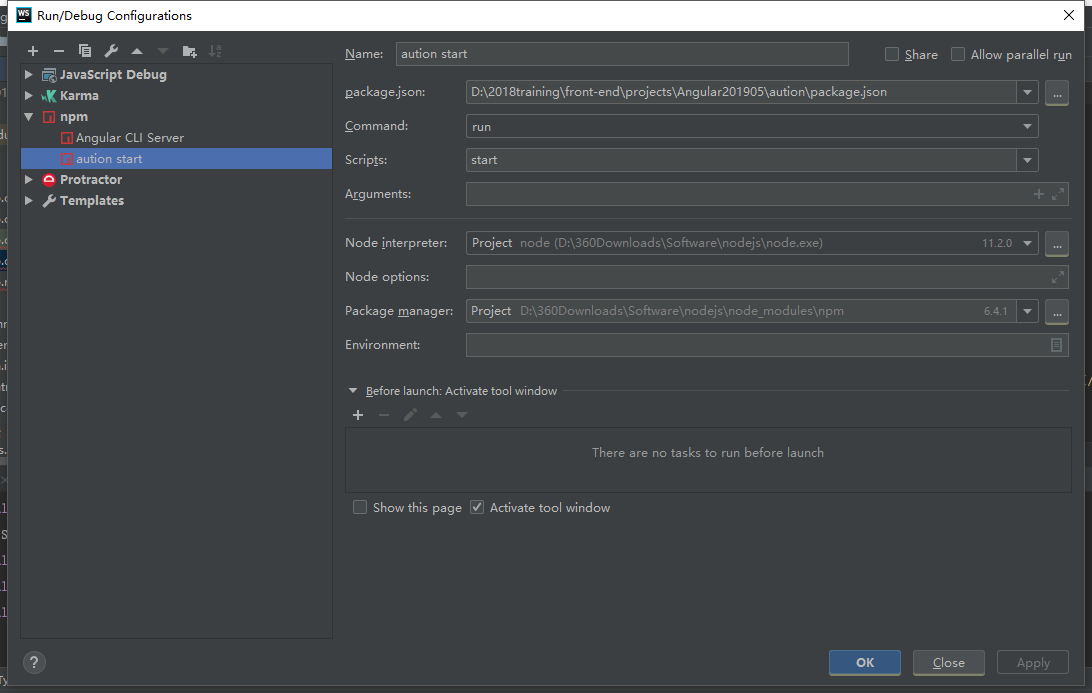 WS Run/Debug Configurations
Name: aution start Share Allow parallel run
JavaScript Debug
Karma
npm
Angular CLI Server
aution start
Protractor
Templates
package.json: D:\2018training\front-end\projects\Angular201905\aution\package.json ...
Command: run
Scripts: start
Arguments:
Node interpreter: Project node (D:\360Downloads\Software\nodejs\node.exe) 11.2.0 ...
Node options:
Package manager: Project D:\360Downloads\Software\nodejs\node_modules\npm 6.4.1 ...
Environment:
Before launch: Activate tool window
There are no tasks to run before launch
Show this page Activate tool window
? OK Close Apply